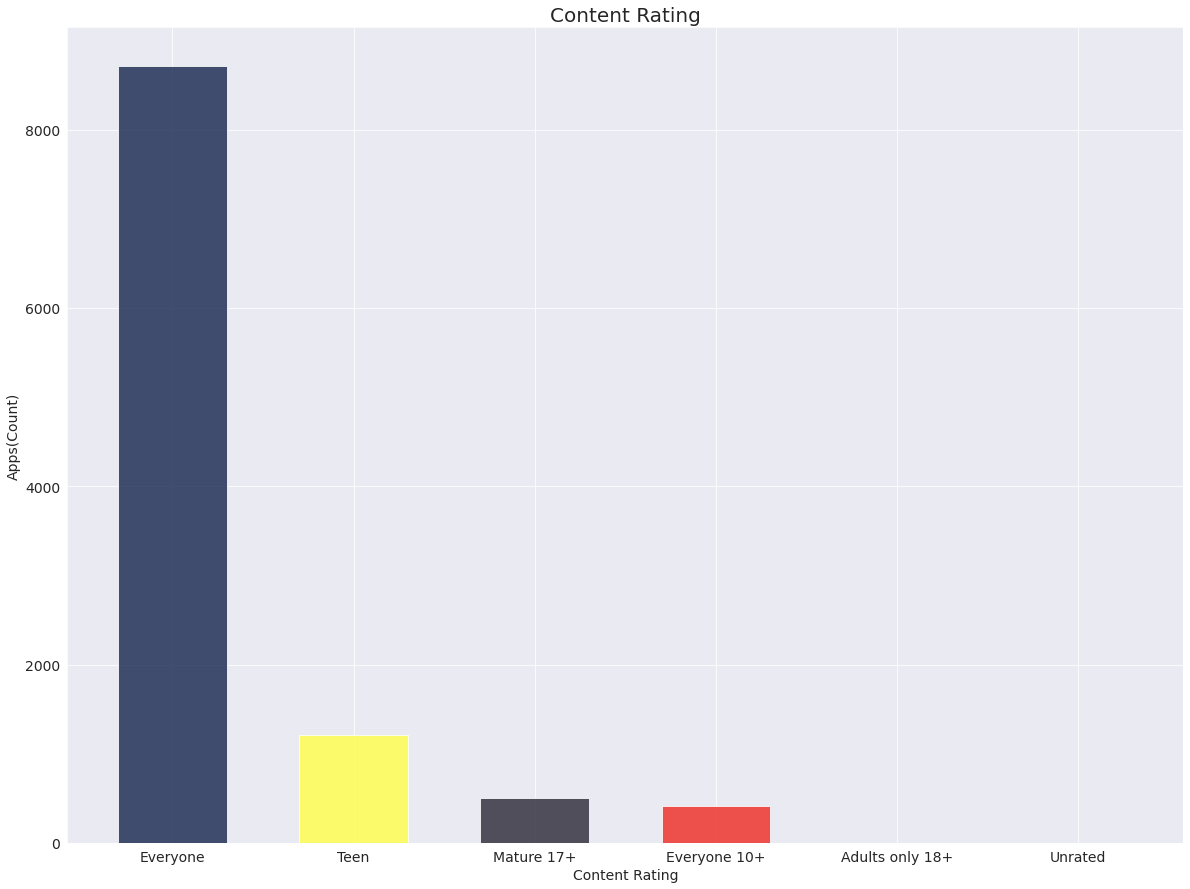 Content Rating
8000
6000
4000
2000
0
Apps(Count)
Everyone
Teen
Mature 17+
Everyone 10+
Adults only 18+
Unrated
Content Rating